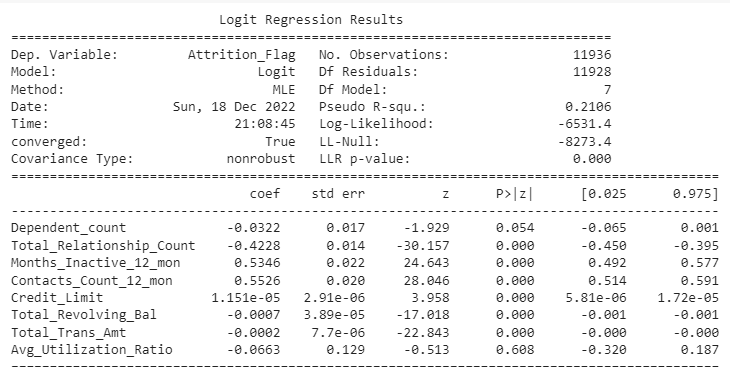 Logit Regression Results
==============================================================================
Dep. Variable: Attrition_Flag No. Observations: 11936
Model: Logit Df Residuals: 11928
Method: MLE Df Model: 7
Date: Sun, 18 Dec 2022 Pseudo R-squ.: 0.2106
Time: 21:08:45 Log-Likelihood: -6531.4
converged: True LL-Null: -8273.4
Covariance Type: nonrobust LLR p-value: 0.000
============================================================================================
coef std err z P>|z| [0.025 0.975]
--------------------------------------------------------------------------------------------
Dependent_count -0.0322 0.017 -1.929 0.054 -0.065 0.001
Total_Relationship_Count -0.4228 0.014 -30.157 0.000 -0.450 -0.395
Months_Inactive_12_mon 0.5346 0.022 24.643 0.000 0.492 0.577
Contacts_Count_12_mon 0.5526 0.020 28.046 0.000 0.514 0.591
Credit_Limit 1.151e-05 2.91e-06 3.958 0.000 5.81e-06 1.72e-05
Total_Revolving_Bal -0.0007 3.89e-05 -17.018 0.000 -0.001 -0.001
Total_Trans_Amt -0.0002 7.7e-06 -22.843 0.000 -0.000 -0.000
Avg_Utilization_Ratio -0.0663 0.129 -0.513 0.608 -0.320 0.187
--------------------------------------------------------------------------------------------